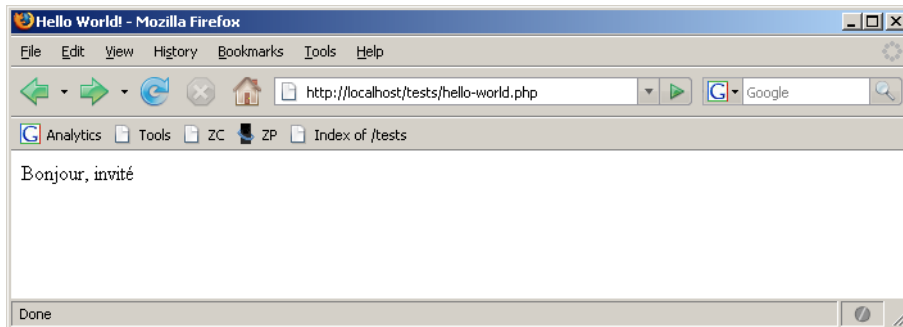 Hello World! - Mozilla Firefox
File Edit View History Bookmarks Tools Help
http://localhost/tests/hello-world.php G Google
G Analytics Tools ZC ZP Index of /tests
Bonjour, invité
Done